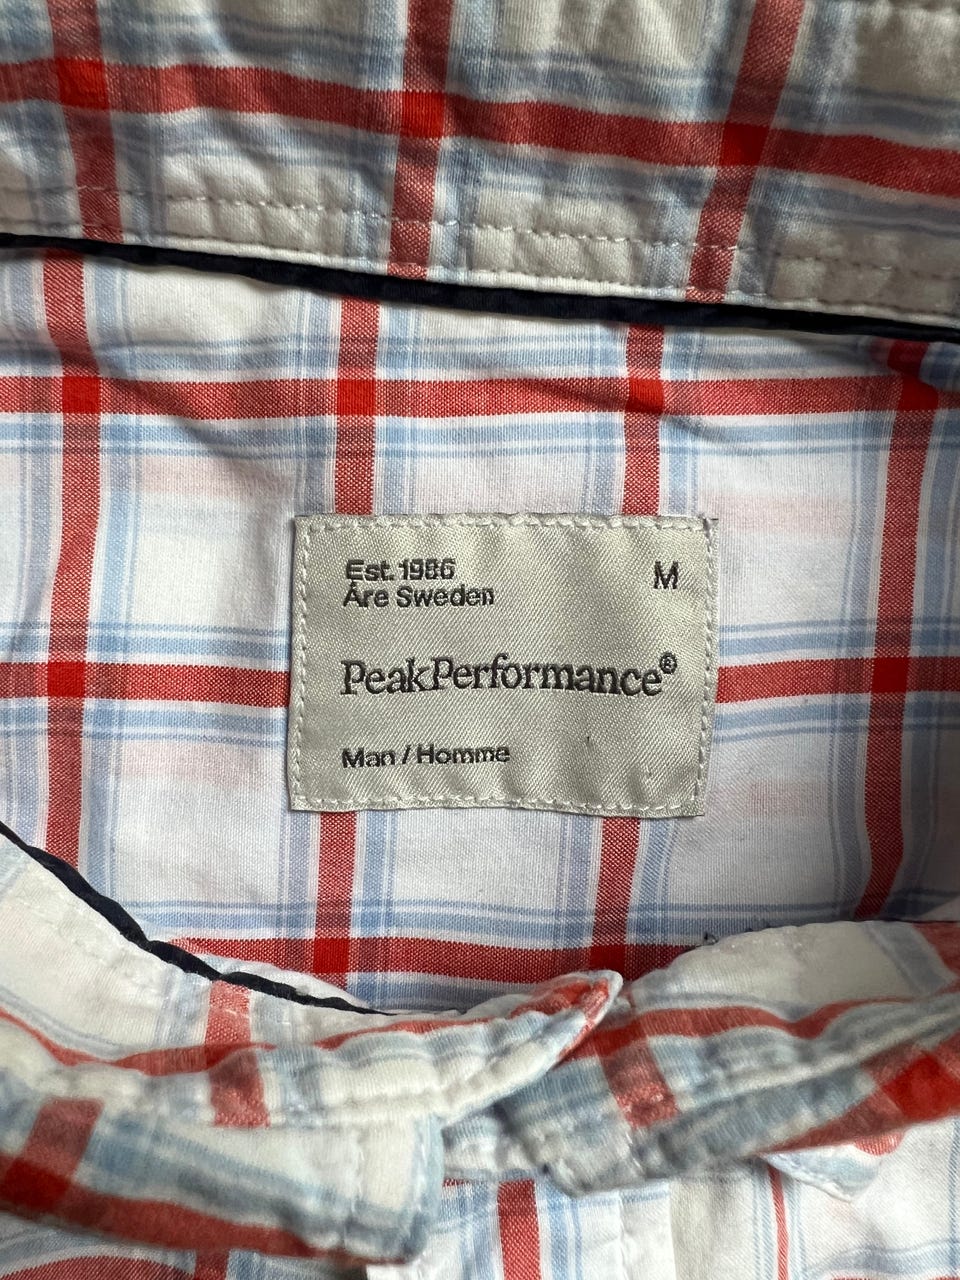 Est. 1986
Åre Sweden
M
PeakPerformance®
Man / Homme